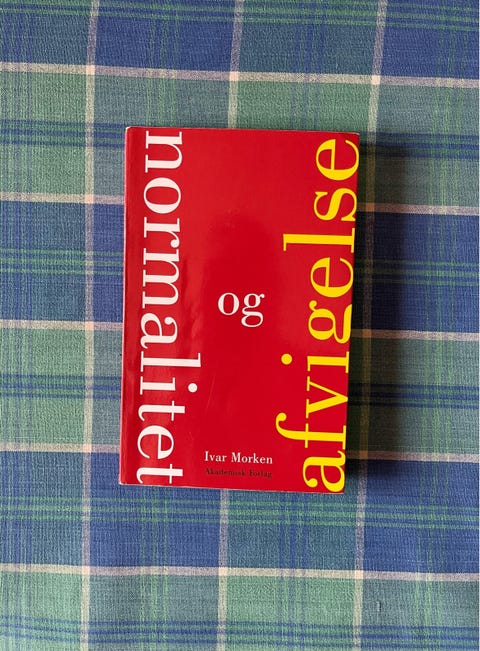 normalitet
og
afvigelse
Ivar Morken
Akademisk Forlag